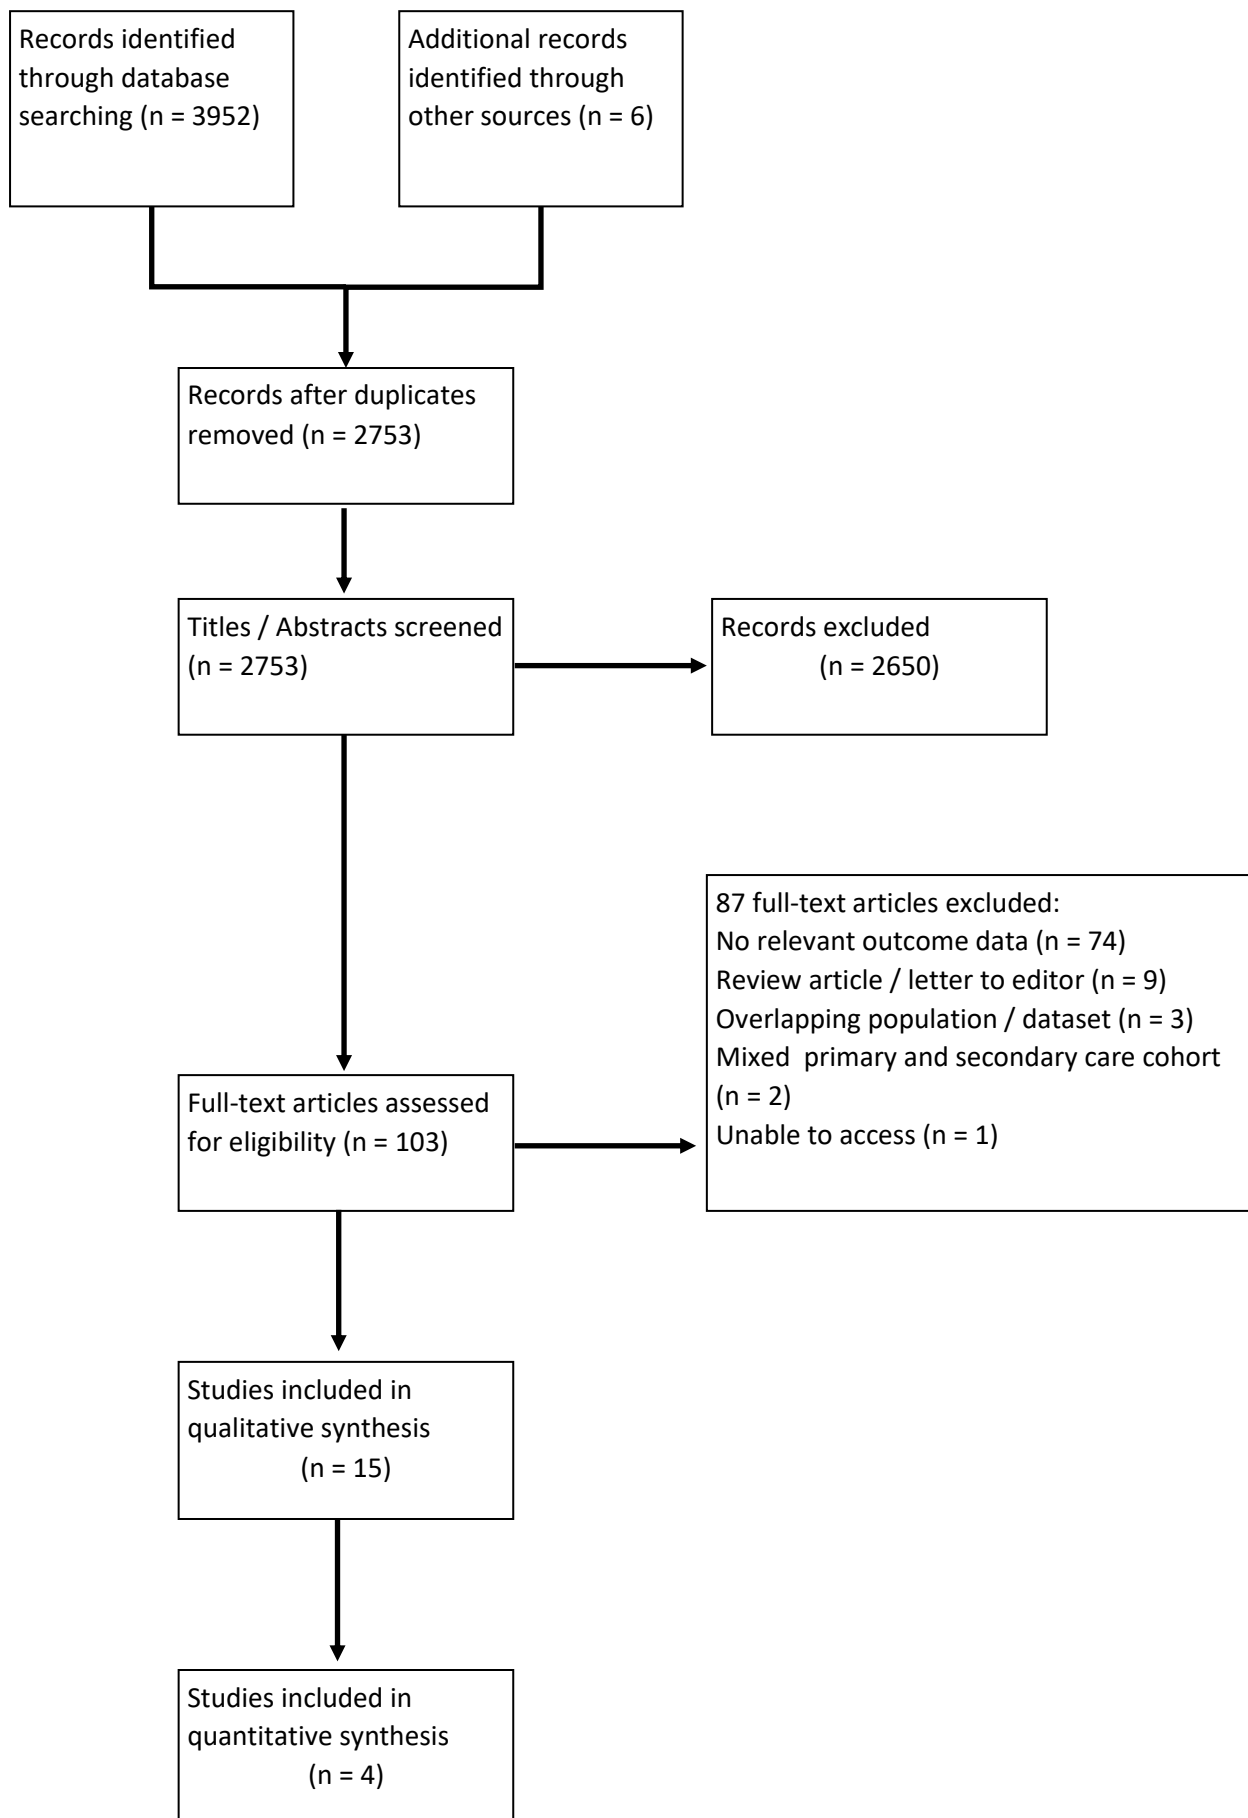 Records identified
through database
searching (n = 3952)
Additional records
identified through
other sources (n = 6)
Records after duplicates
removed (n = 2753)
Titles / Abstracts screened
(n = 2753)
Records excluded
(n = 2650)
87 full-text articles excluded:
No relevant outcome data (n = 74)
Review article / letter to editor (n = 9)
Overlapping population / dataset (n = 3)
Mixed  primary and secondary care cohort
(n = 2)
Unable to access (n = 1)
Full-text articles assessed
for eligibility (n = 103)
Studies included in
qualitative synthesis
(n = 15)
Studies included in
quantitative synthesis
(n = 4)